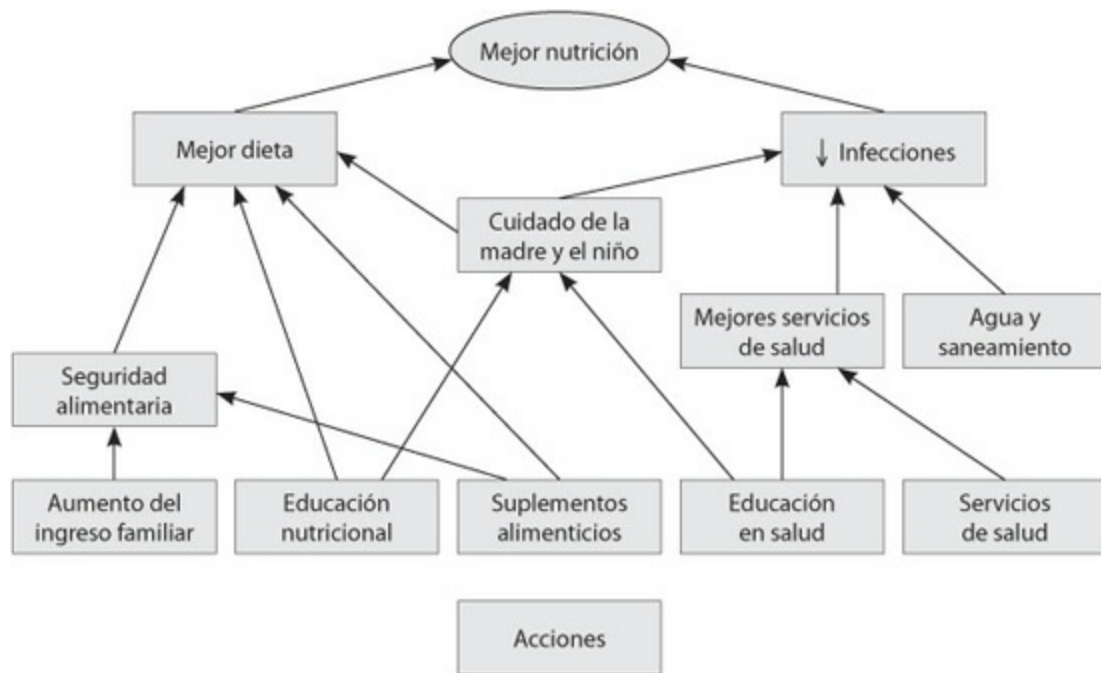 Mejor nutrición
Mejor dieta
↓ Infecciones
Cuidado de la
madre y el niño
Mejores servicios
de salud
Agua y
saneamiento
Seguridad
alimentaria
Aumento del
ingreso familiar
Educación
nutricional
Suplementos
alimenticios
Educación
en salud
Servicios
de salud
Acciones